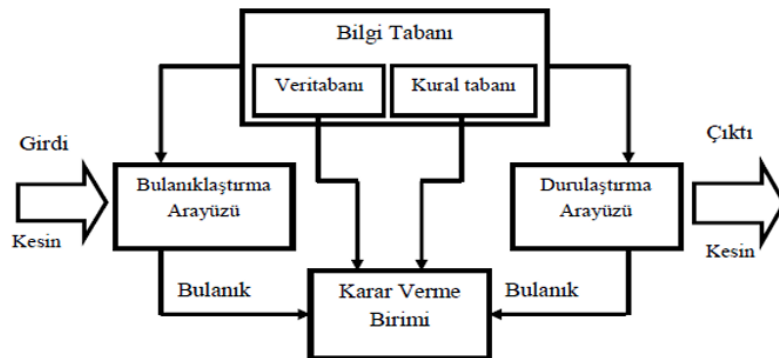 Bilgi Tabanı
Veritabanı
Kural tabanı
Girdi
Kesin
Bulanıklaştırma
Arayüzü
Durulaştırma
Arayüzü
Çıktı
Kesin
Bulanık
Karar Verme
Birimi
Bulanık